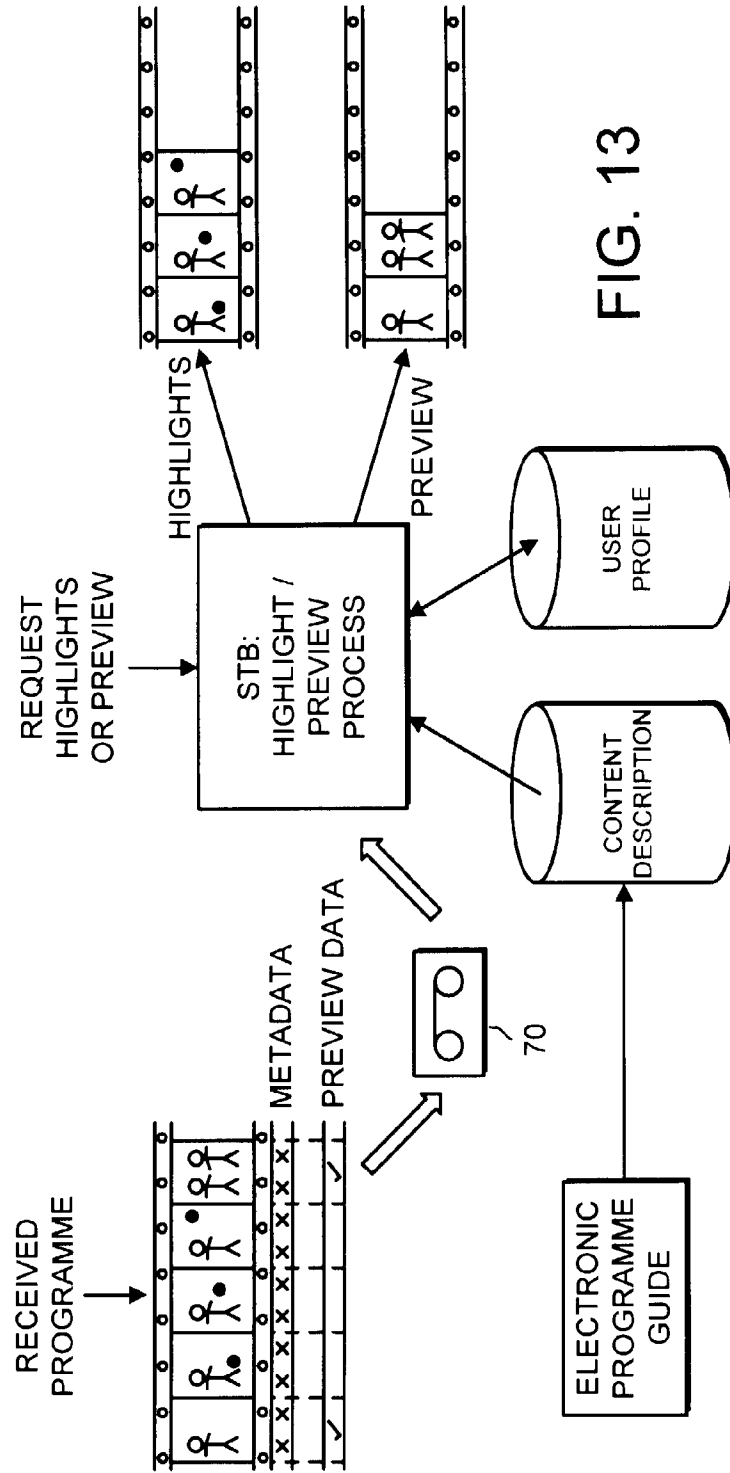 RECEIVED
PROGRAMME
METADATA
PREVIEW DATA
70
ELECTRONIC
PROGRAMME
GUIDE
REQUEST
HIGHLIGHTS
OR PREVIEW
STB:
HIGHLIGHT /
PREVIEW
PROCESS
CONTENT
DESCRIPTION
USER
PROFILE
HIGHLIGHTS
PREVIEW
FIG. 13